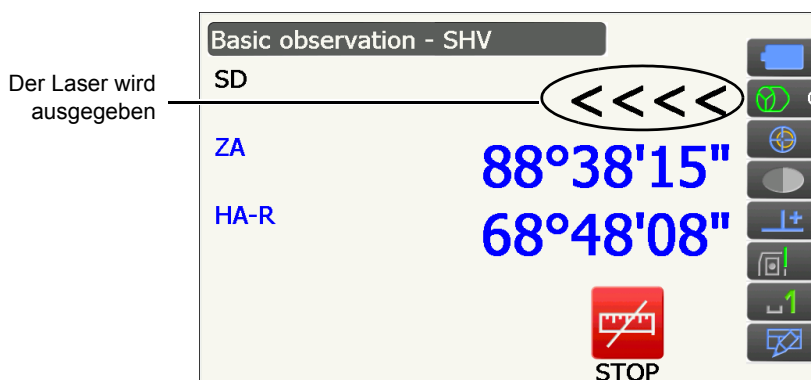 Basic observation - SHV
Der Laser wird
ausgegeben
SD
<<<<
ZA
88°38'15"
HA-R
68°48'08"
1
STOP